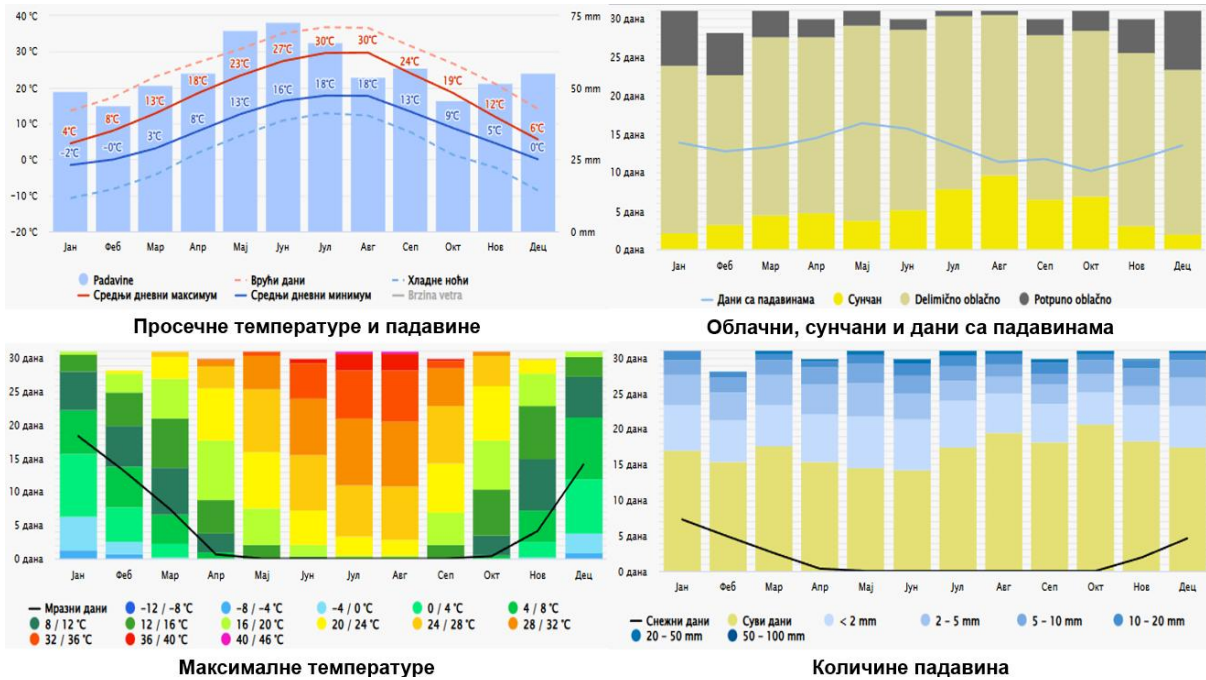 40 °C
30 °C
20 °C
10 °C
0 °C
−10 °C
−20 °C
75 mm
50 mm
25 mm
0 mm
4°C 8°C 13°C 18°C 23°C 27°C 30°C 30°C 24°C 19°C 12°C 6°C
−2°C −0°C 3°C 8°C 13°C 16°C 18°C 18°C 13°C 9°C 5°C 0°C
Јан Феб Мар Апр Мај Јун Јул Авг Сеп Окт Нов Дец
Padavine Врући дани Хладне ноћи
Средњи дневни максимум Средњи дневни минимум Brzina vetra
Просечне температуре и падавине
30 дана
25 дана
20 дана
15 дана
10 дана
5 дана
0 дана
Јан Феб Мар Апр Мај Јун Јул Авг Сеп Окт Нов Дец
Дани са падавинама Сунчан Delimično oblačno Potpuno oblačno
Облачни, сунчани и дани са падавинама
30 дана
25 дана
20 дана
15 дана
10 дана
5 дана
0 дана
Јан Феб Мар Апр Мај Јун Јул Авг Сеп Окт Нов Дец
Мразни дани −12 / −8 °C −8 / −4 °C −4 / 0 °C 0 / 4 °C 4 / 8 °C
8 / 12 °C 12 / 16 °C 16 / 20 °C 20 / 24 °C 24 / 28 °C 28 / 32 °C
32 / 36 °C 36 / 40 °C 40 / 46 °C
Максималне температуре
30 дана
25 дана
20 дана
15 дана
10 дана
5 дана
0 дана
Јан Феб Мар Апр Мај Јун Јул Авг Сеп Окт Нов Дец
Снежни дани Суви дани < 2 mm 2 – 5 mm 5 – 10 mm 10 – 20 mm
20 – 50 mm 50 – 100 mm
Количине падавина